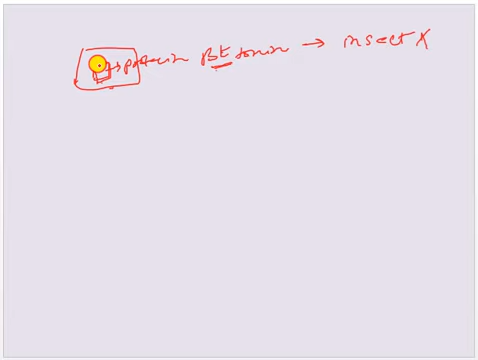 → protein Bt toxin → insect X